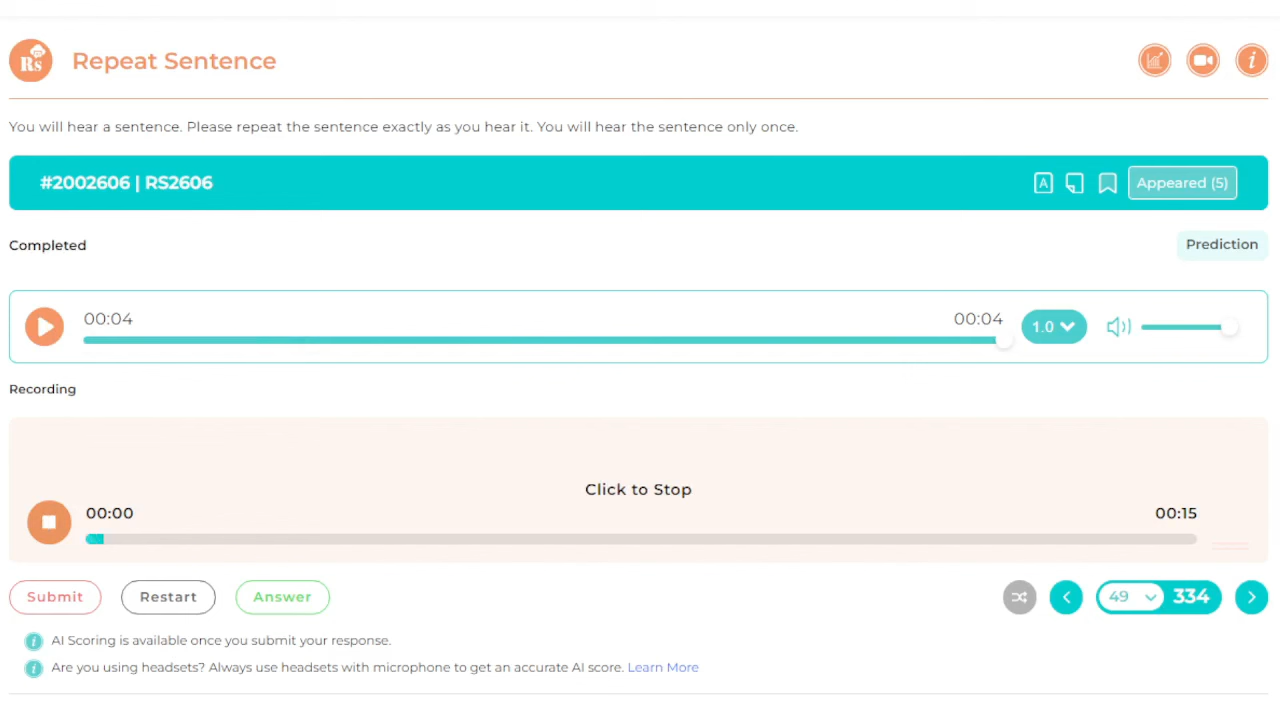 Rs Repeat Sentence
You will hear a sentence. Please repeat the sentence exactly as you hear it. You will hear the sentence only once.
#2002606 | RS2606 A Appeared (5)
Completed Prediction
00:04 00:04 1.0
Recording
Click to Stop
00:00 00:15
Submit Restart Answer 49 334
AI Scoring is available once you submit your response.
Are you using headsets? Always use headsets with microphone to get an accurate AI score. Learn More